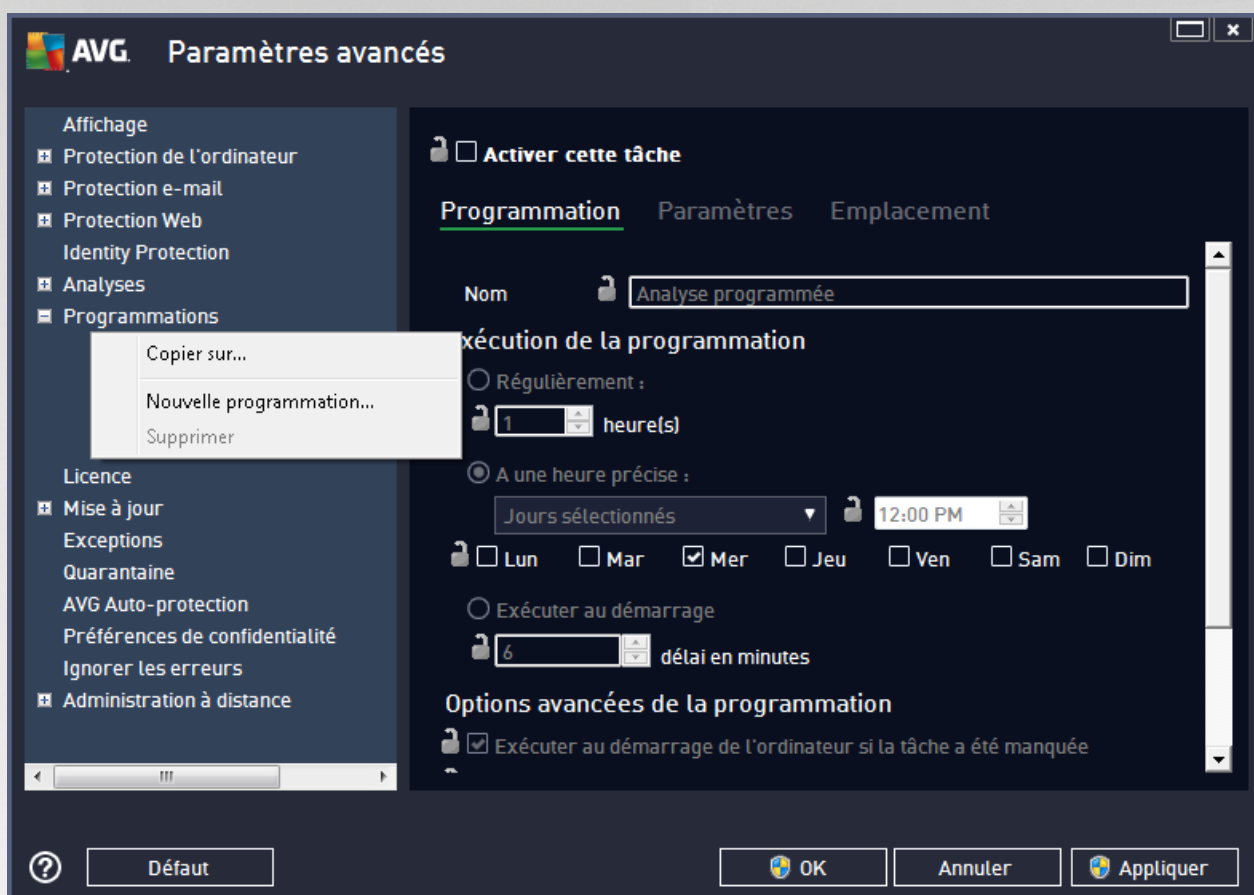 AVG. Paramètres avancés
Affichage
Protection de l'ordinateur
Protection e-mail
Protection Web
Identity Protection
Analyses
Programmations
Copier sur...
Nouvelle programmation...
Supprimer
Licence
Mise à jour
Exceptions
Quarantaine
AVG Auto-protection
Préférences de confidentialité
Ignorer les erreurs
Administration à distance
Activer cette tâche
Programmation Paramètres Emplacement
Nom Analyse programmée
xécution de la programmation
Régulièrement :
1 heure(s)
A une heure précise :
Jours sélectionnés 12:00 PM
Lun Mar Mer Jeu Ven Sam Dim
Exécuter au démarrage
6 délai en minutes
Options avancées de la programmation
Exécuter au démarrage de l'ordinateur si la tâche a été manquée
Défaut OK Annuler Appliquer